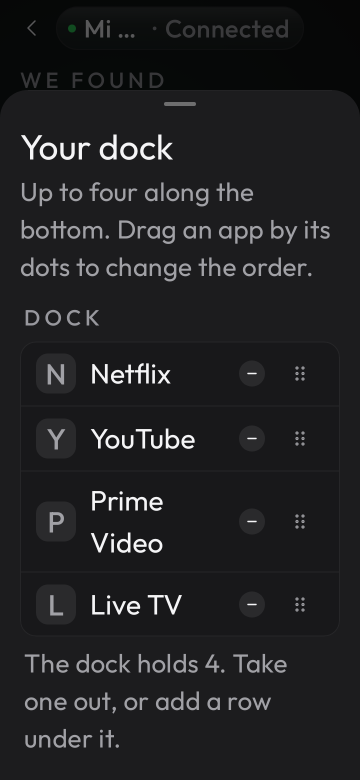 Mi ... · Connected
WE FOUND
Your dock
Up to four along the
bottom. Drag an app by its
dots to change the order.
DOCK
N Netflix
Y YouTube
P Prime
Video
L Live TV
The dock holds 4. Take
one out, or add a row
under it.